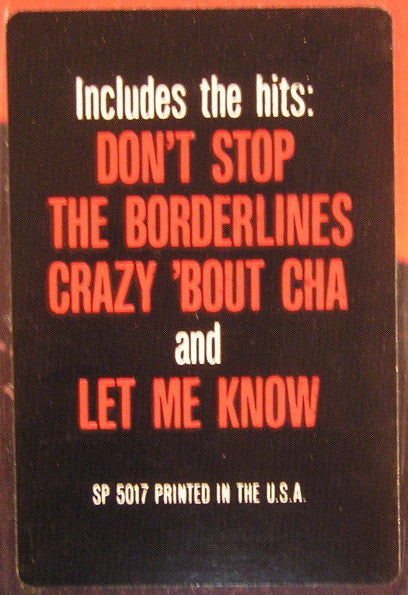 Includes the hits:
DON'T STOP
THE BORDERLINES
CRAZY 'BOUT CHA
and
LET ME KNOW
SP 5017 PRINTED IN THE U.S.A.